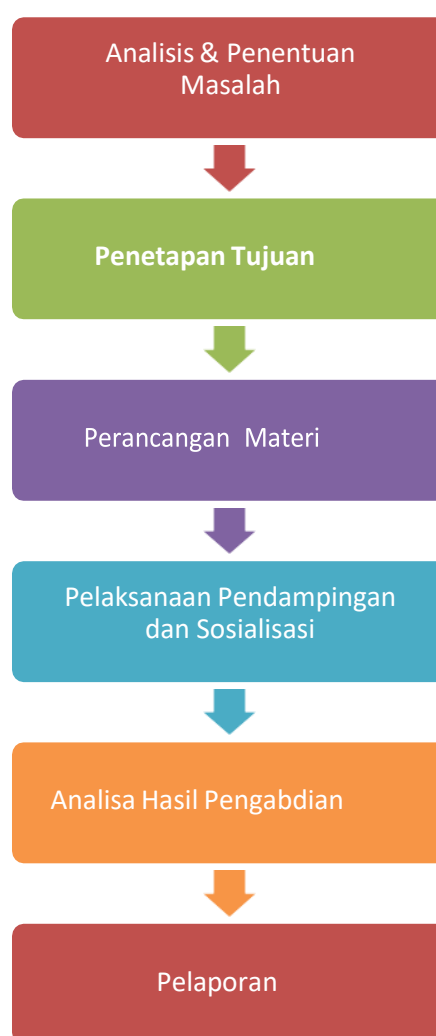 Analisis & Penentuan
Masalah
Penetapan Tujuan
Perancangan Materi
Pelaksanaan Pendampingan
dan Sosialisasi
Analisa Hasil Pengabdian
Pelaporan